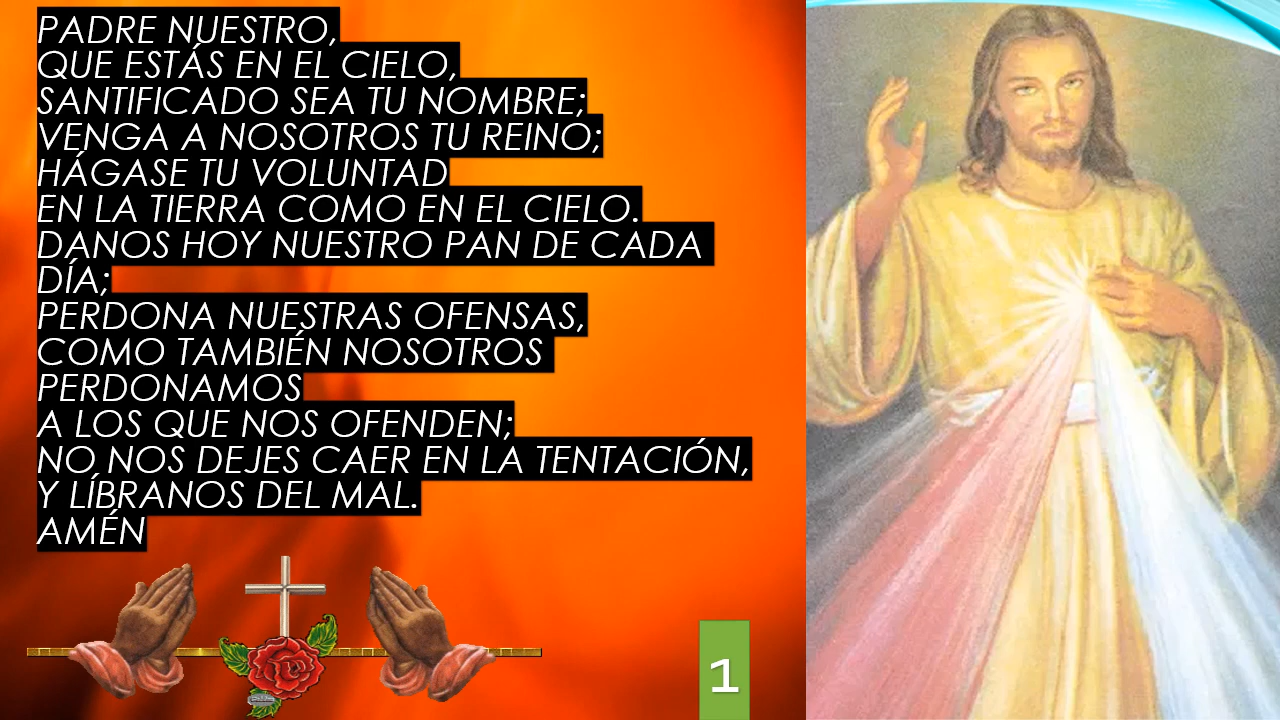 PADRE NUESTRO,
QUE ESTÁS EN EL CIELO,
SANTIFICADO SEA TU NOMBRE;
VENGA A NOSOTROS TU REINO;
HÁGASE TU VOLUNTAD
EN LA TIERRA COMO EN EL CIELO.
DANOS HOY NUESTRO PAN DE CADA
DÍA;
PERDONA NUESTRAS OFENSAS,
COMO TAMBIÉN NOSOTROS
PERDONAMOS
A LOS QUE NOS OFENDEN;
NO NOS DEJES CAER EN LA TENTACIÓN,
Y LÍBRANOS DEL MAL.
AMÉN
1